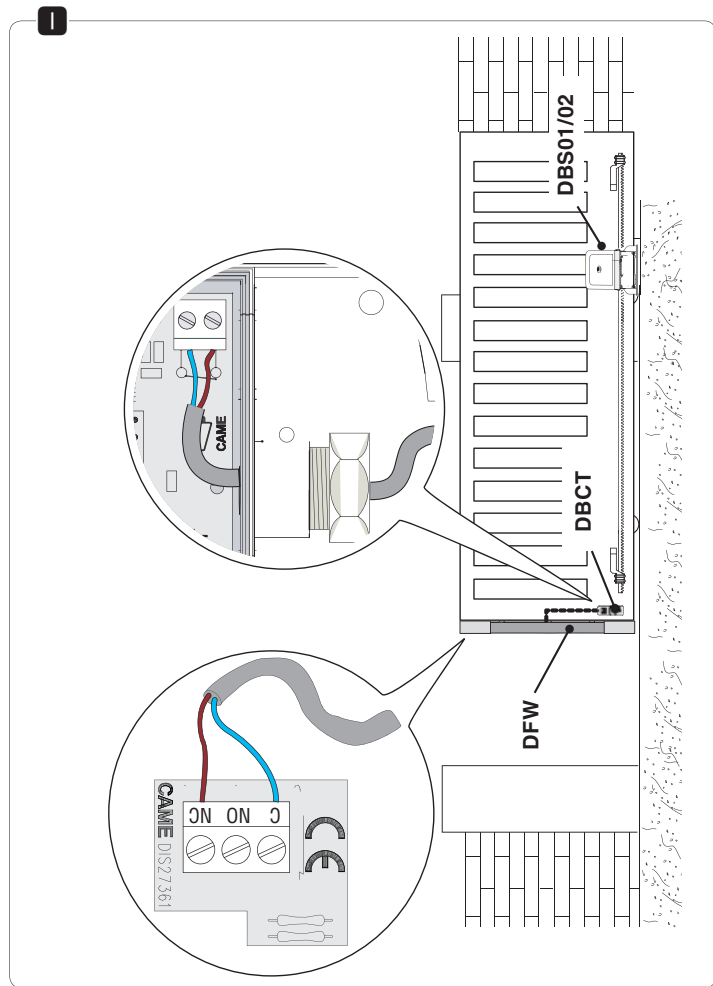 I
DBS01/02
CAME
DBCT
DFW
CAME DIS27361
NC NO C
CE